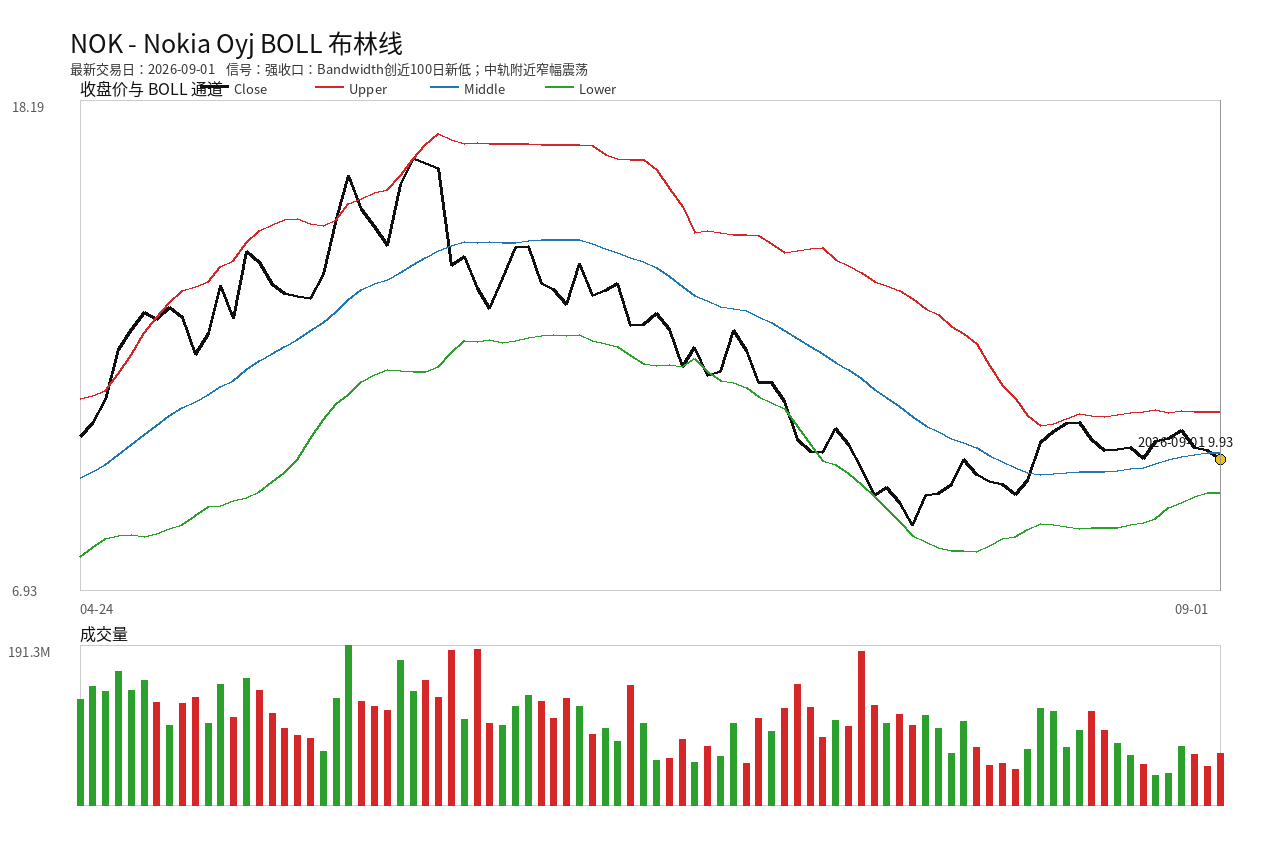 NOK - Nokia Oyj BOLL 布林线
最新交易日：2026-09-01 信号：强收口：Bandwidth创近100日新低；中轨附近窄幅震荡
收盘价与 BOLL 通道 Close Upper Middle Lower
18.19
2026-09-01 9.93
6.93
04-24 09-01
成交量
191.3M